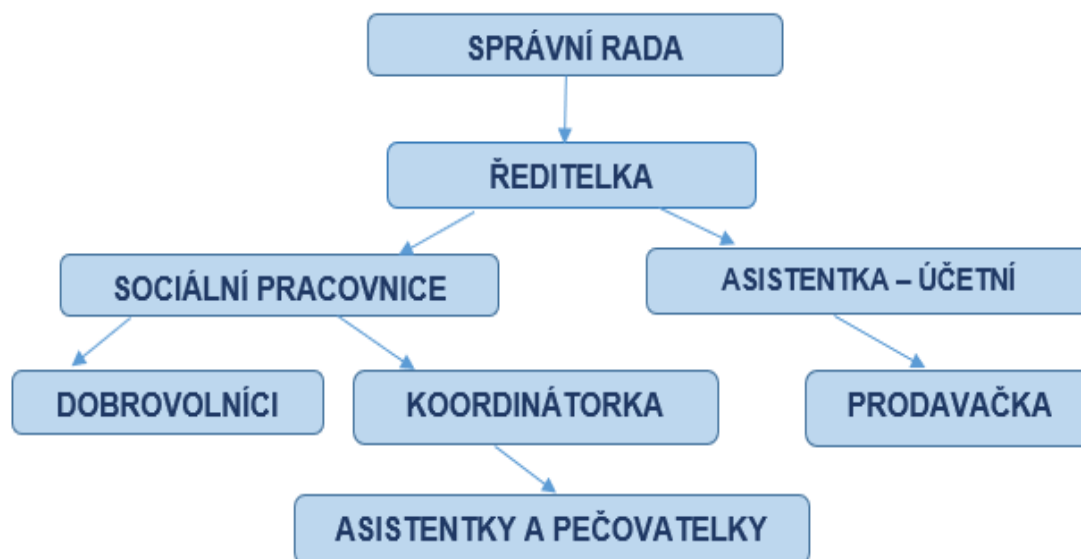 SPRÁVNÍ RADA
ŘEDITELKA
SOCIÁLNÍ PRACOVNICE
ASISTENTKA – ÚČETNÍ
DOBROVOLNÍCI
KOORDINÁTORKA
PRODAVAČKA
ASISTENTKY A PEČOVATELKY